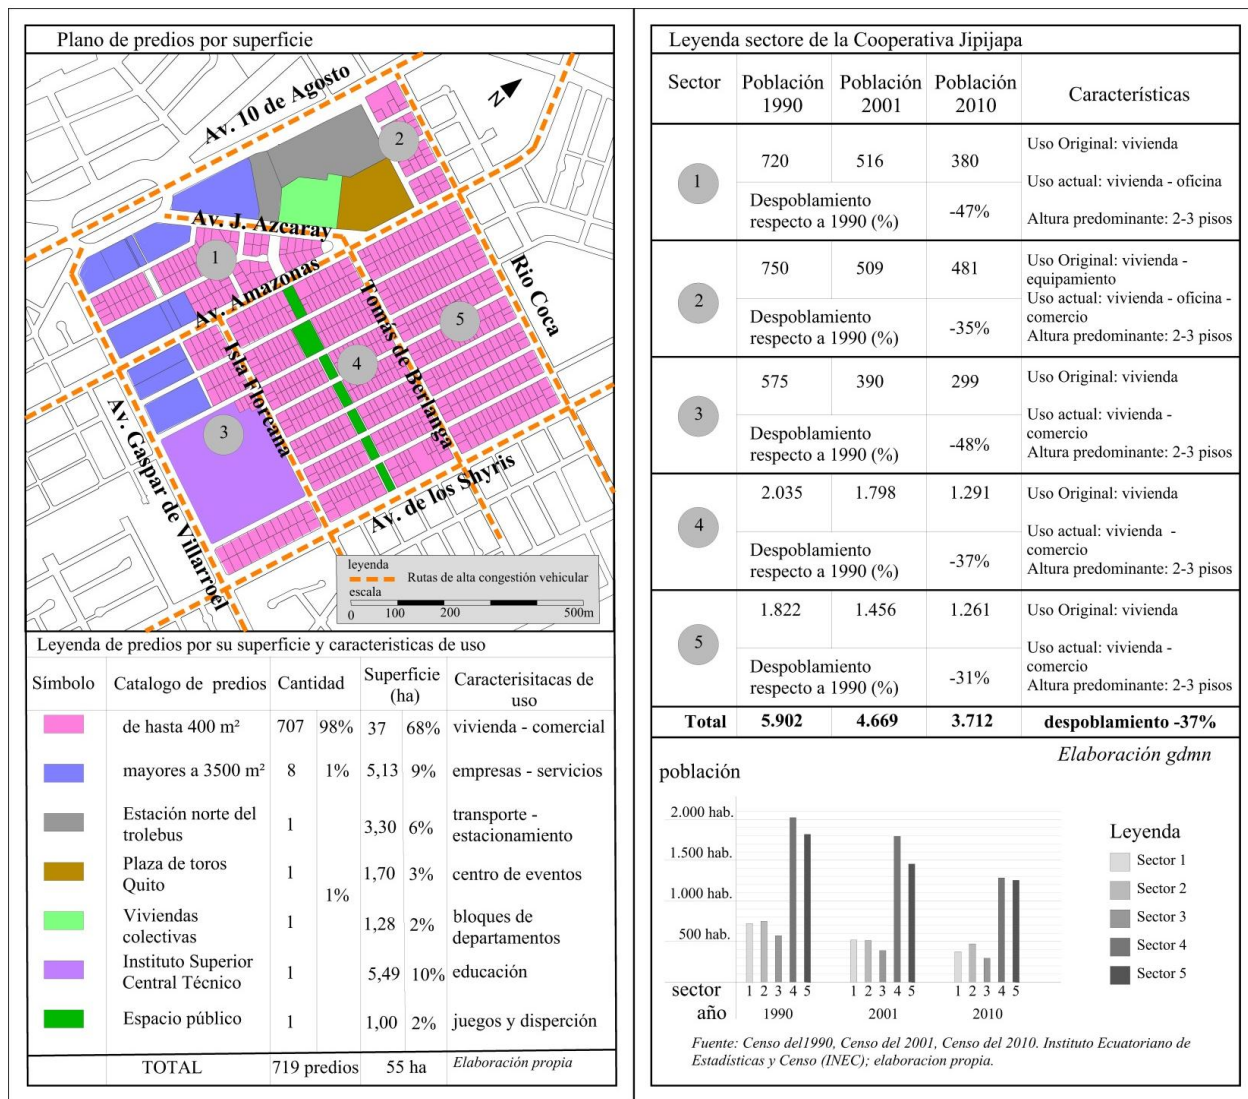 Plano de predios por superficie
Av. 10 de Agosto
N
2
Av. J. Azcaray
1
Av. Amazonas
Rio Coca
Tomás de Berlanga
5
Isla Floreana
4
3
Av. Gaspar de Villarroel
Av. de los Shyris
leyenda
Rutas de alta congestión vehicular
escala
0 100 200 500m
Leyenda de predios por su superficie y caracteristicas de uso
Símbolo Catalogo de predios Cantidad Superficie (ha) Caracterisitacas de uso
de hasta 400 m² 707 98% 37 68% vivienda - comercial
mayores a 3500 m² 8 1% 5,13 9% empresas - servicios
Estación norte del trolebus 1 3,30 6% transporte - estacionamiento
Plaza de toros Quito 1 1,70 3% centro de eventos
1%
Viviendas colectivas 1 1,28 2% bloques de departamentos
Instituto Superior Central Técnico 1 5,49 10% educación
Espacio público 1 1,00 2% juegos y disperción
TOTAL 719 predios 55 ha Elaboración propia
Leyenda sectore de la Cooperativa Jipijapa
Sector Población 1990 Población 2001 Población 2010 Características
1
720 516 380
Despoblamiento respecto a 1990 (%) -47%
Uso Original: vivienda
Uso actual: vivienda - oficina
Altura predominante: 2-3 pisos
2
750 509 481
Despoblamiento respecto a 1990 (%) -35%
Uso Original: vivienda -
equipamiento
Uso actual: vivienda - oficina -
comercio
Altura predominante: 2-3 pisos
3
575 390 299
Despoblamiento respecto a 1990 (%) -48%
Uso Original: vivienda
Uso actual: vivienda -
comercio
Altura predominante: 2-3 pisos
4
2.035 1.798 1.291
Despoblamiento respecto a 1990 (%) -37%
Uso Original: vivienda
Uso actual: vivienda -
comercio
Altura predominante: 2-3 pisos
5
1.822 1.456 1.261
Despoblamiento respecto a 1990 (%) -31%
Uso Original: vivienda
Uso actual: vivienda -
comercio
Altura predominante: 2-3 pisos
Total 5.902 4.669 3.712 despoblamiento -37%
Elaboración gdmn
población
2.000 hab.
1.500 hab.
1.000 hab.
500 hab.
sector 1 2 3 4 5 1 2 3 4 5 1 2 3 4 5
año 1990 2001 2010
Leyenda
Sector 1
Sector 2
Sector 3
Sector 4
Sector 5
Fuente: Censo del1990, Censo del 2001, Censo del 2010. Instituto Ecuatoriano de
Estadísticas y Censo (INEC); elaboracion propia.